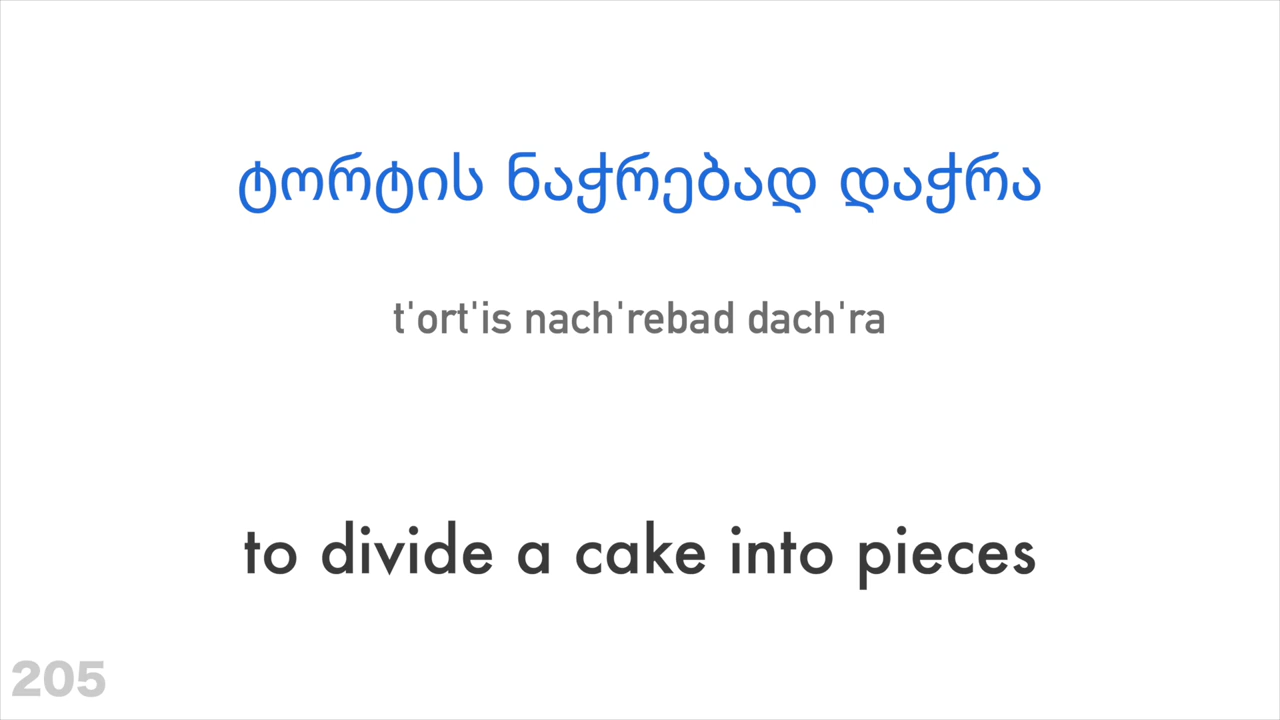 ტორტის ნაჭრებად დაჭრა
t'ort'is nach'rebad dach'ra
to divide a cake into pieces
205